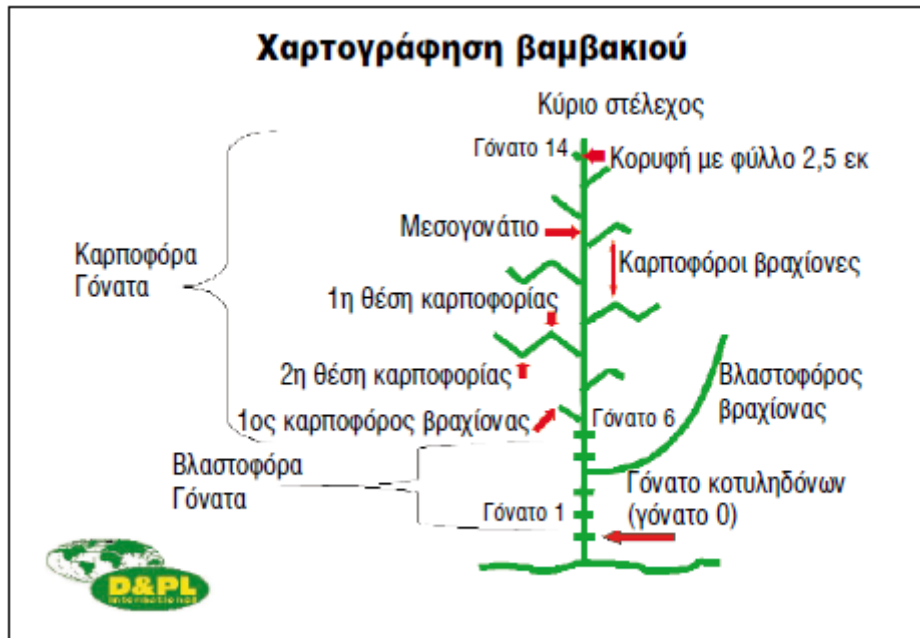 Χαρτογράφηση βαμβακιού
Κύριο στέλεχος
Γόνατο 14
Κορυφή με φύλλο 2,5 εκ
Μεσογονάτιο
Καρποφόρα
Γόνατα
Καρποφόροι βραχίονες
1η θέση καρποφορίας
2η θέση καρποφορίας
Βλαστοφόρος
βραχίονας
1ος καρποφόρος βραχίονας
Γόνατο 6
Βλαστοφόρα
Γόνατα
Γόνατο κοτυληδόνων
(γόνατο 0)
Γόνατο 1
D&PL
international